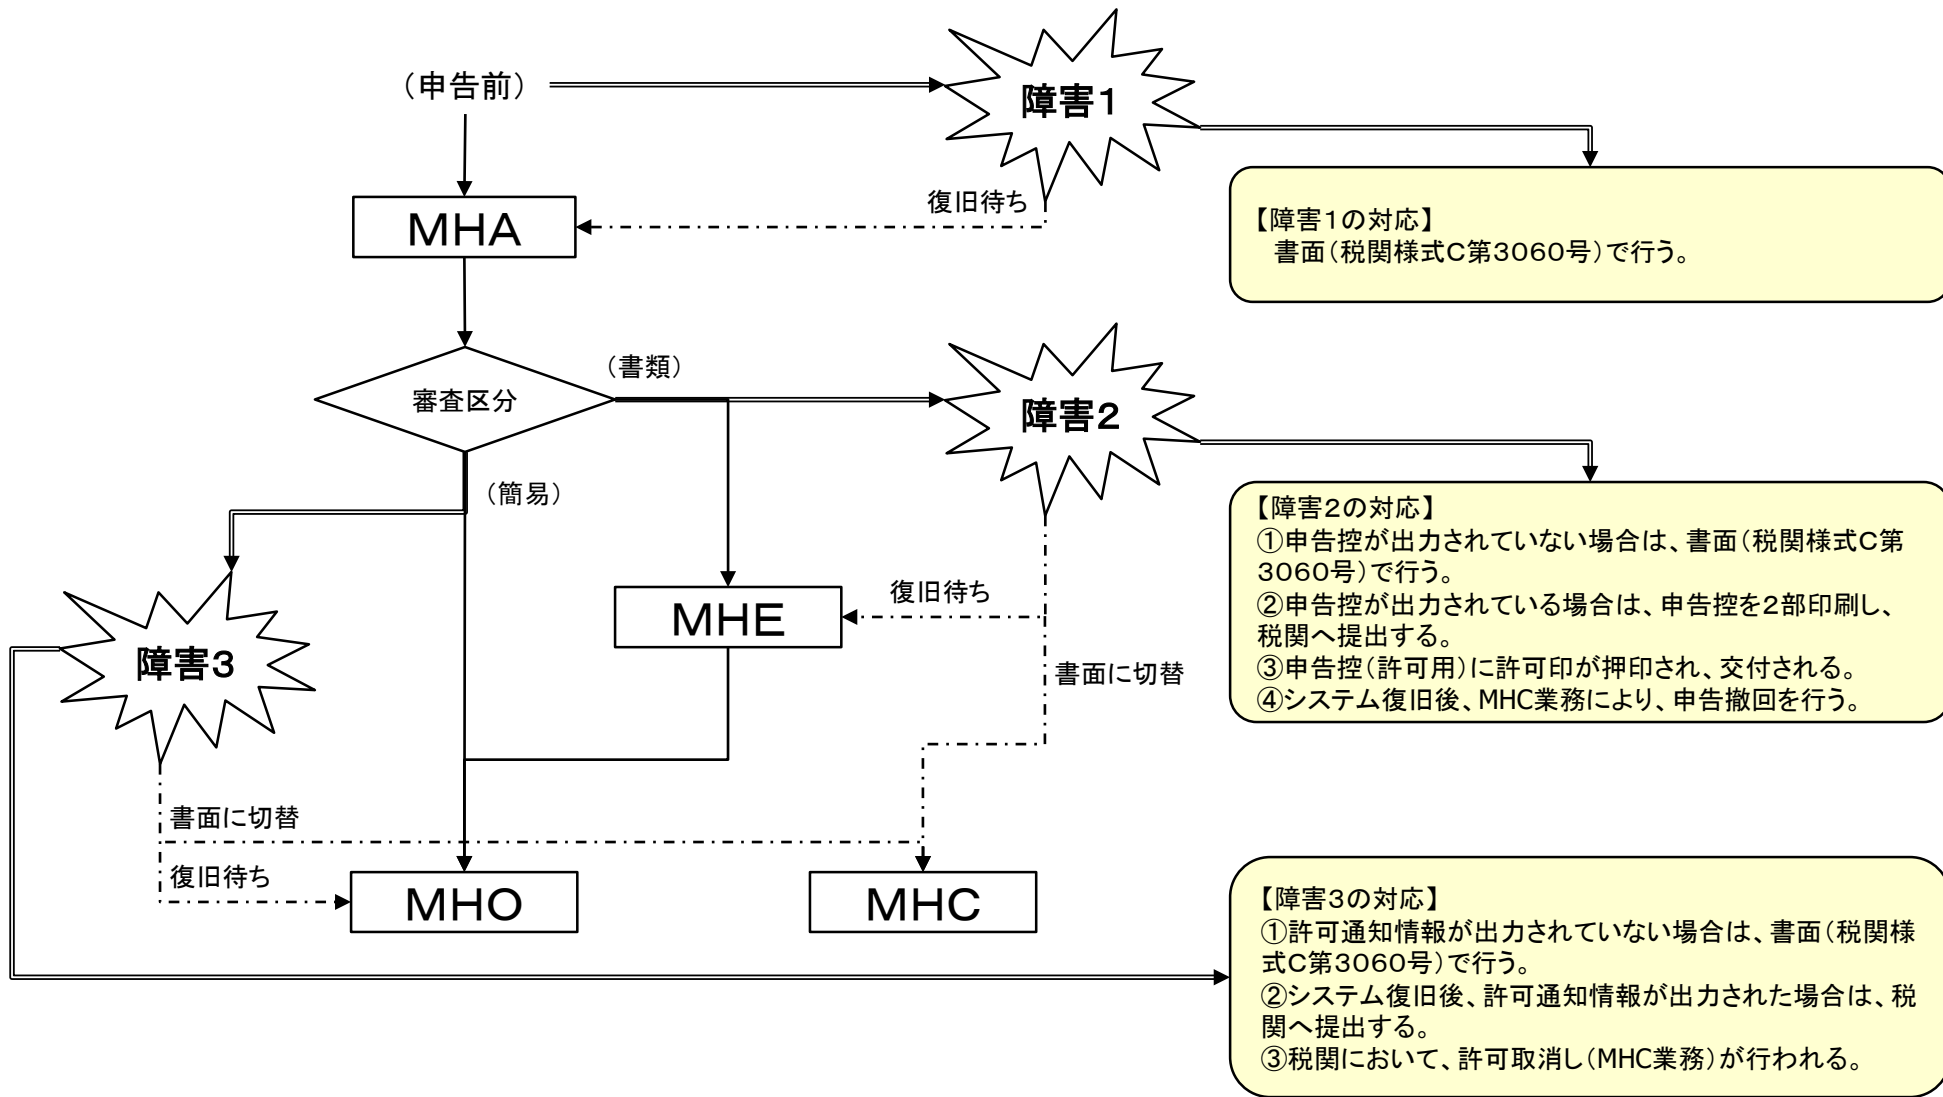 （申告前）
障害１
復旧待ち
MHA
【障害１の対応】
書面（税関様式Ｃ第３０６０号）で行う。
（書類）
審査区分
障害２
（簡易）
【障害２の対応】
①申告控が出力されていない場合は、書面（税関様式Ｃ第
３０６０号）で行う。
②申告控が出力されている場合は、申告控を２部印刷し、
税関へ提出する。
③申告控（許可用）に許可印が押印され、交付される。
④システム復旧後、MHC業務により、申告撤回を行う。
復旧待ち
MHE
障害３
書面に切替
書面に切替
復旧待ち
MHO
MHC
【障害３の対応】
①許可通知情報が出力されていない場合は、書面（税関様
式Ｃ第３０６０号）で行う。
②システム復旧後、許可通知情報が出力された場合は、税
関へ提出する。
③税関において、許可取消し（MHC業務）が行われる。